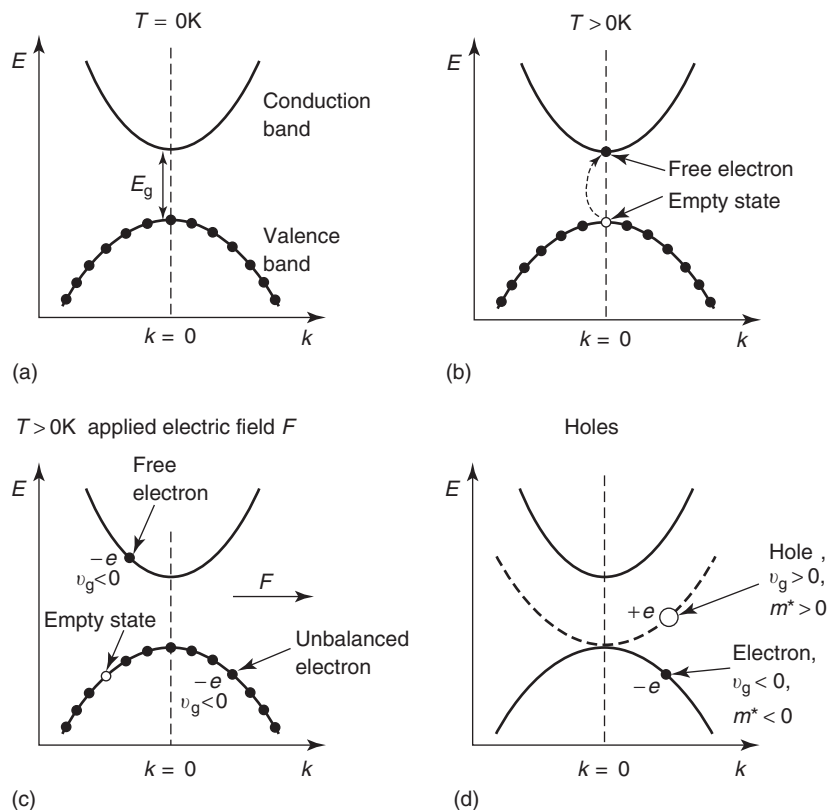 T = 0K
E
Conduction
band
E_g
Valence
band
k = 0
k
(a)
T > 0K
E
Free electron
Empty state
k = 0
k
(b)
T > 0K applied electric field F
E
Free
electron
−e
υ_g<0
F
Empty state
Unbalanced
electron
−e
υ_g<0
k = 0
k
(c)
Holes
E
Hole ,
υ_g>0,
m*>0
+e
Electron,
υ_g<0,
m*<0
−e
k = 0
k
(d)